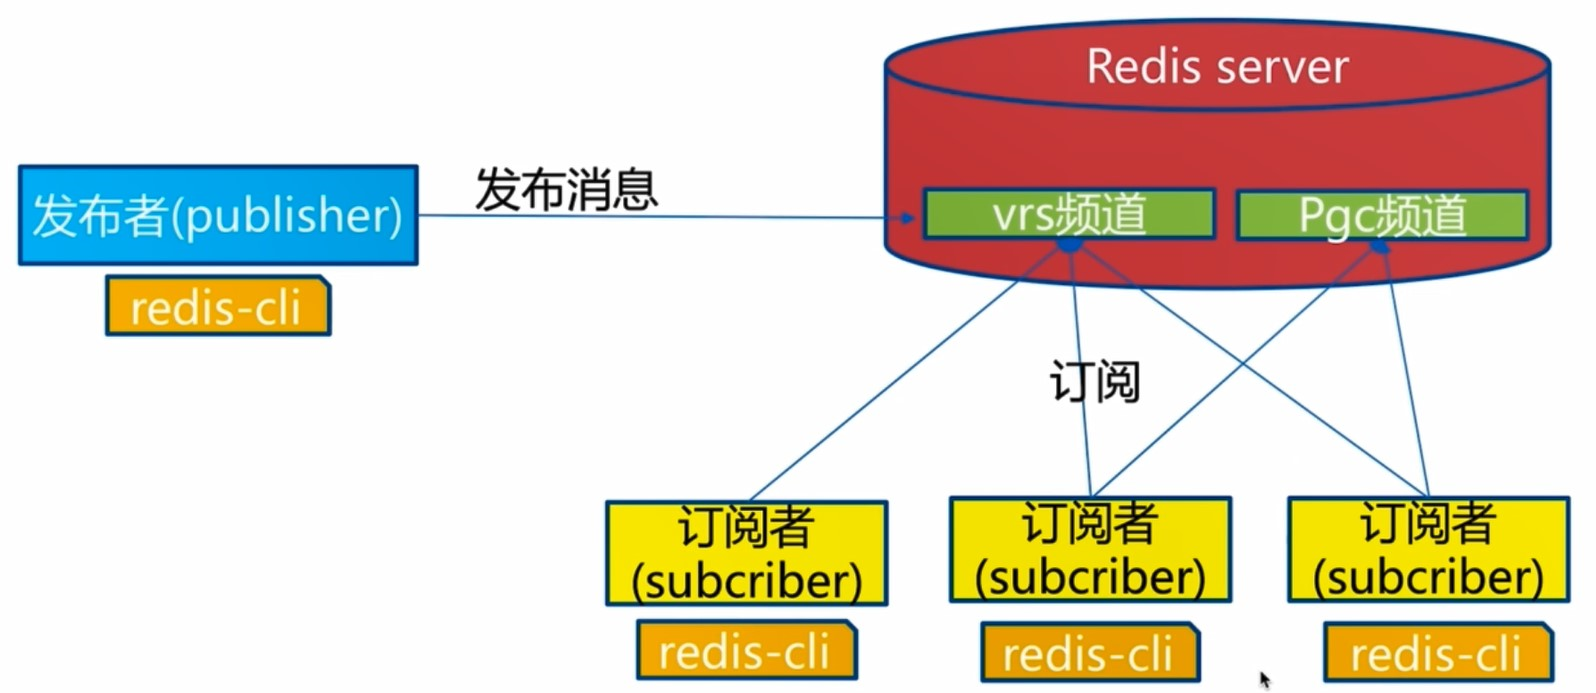 Redis server
发布者(publisher)
发布消息
vrs频道
Pgc频道
redis-cli
订阅
订阅者
(subcriber)
订阅者
(subcriber)
订阅者
(subcriber)
redis-cli
redis-cli
redis-cli